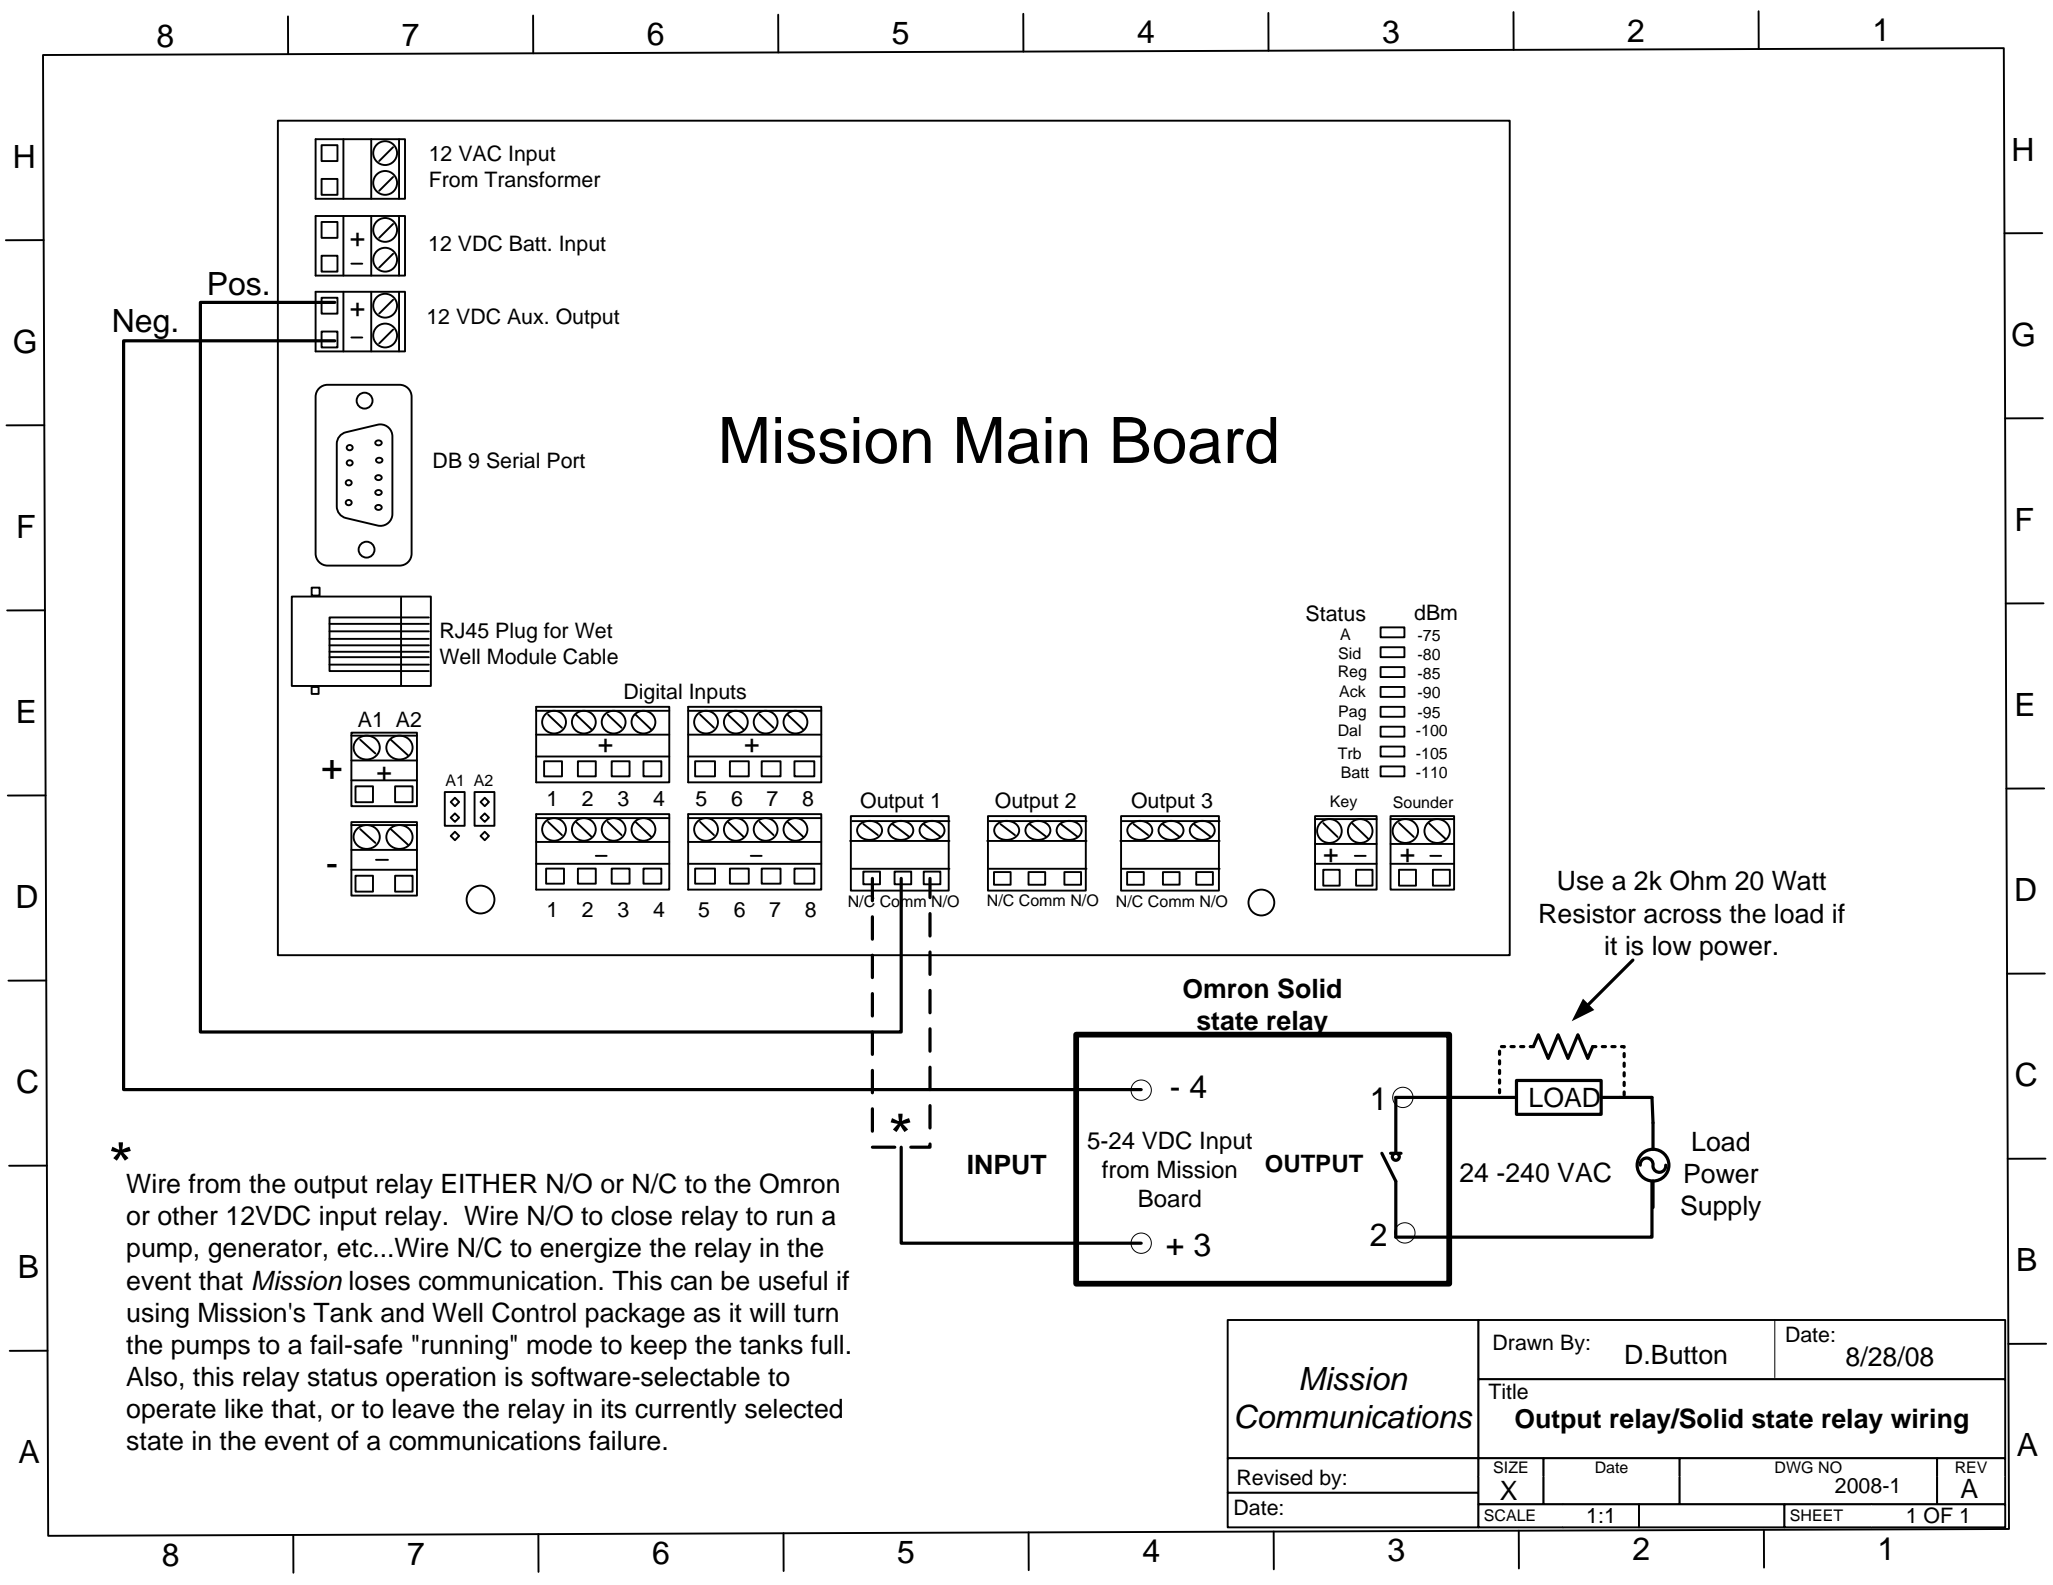 8 7 6 5 4 3 2 1
H H
12 VAC Input
From Transformer
+
12 VDC Batt. Input
–
Pos.
+
12 VDC Aux. Output
Neg.
–
G G
Mission Main Board
DB 9 Serial Port
F F
RJ45 Plug for Wet
Well Module Cable
Status dBm
A -75
Sid -80
Reg -85
Ack -90
Pag -95
Dal -100
Trb -105
Batt -110
E E
Digital Inputs
A1 A2
+ +
+ +
A1 A2
1 2 3 4 5 6 7 8
Output 1 Output 2 Output 3
Key Sounder
- –
– –
+ – + –
N/C Comm N/O N/C Comm N/O N/C Comm N/O
1 2 3 4 5 6 7 8
D D
Use a 2k Ohm 20 Watt
Resistor across the load if
it is low power.
Omron Solid
state relay
C C
- 4
1
LOAD
*
INPUT
5-24 VDC Input
from Mission
Board
OUTPUT
24 -240 VAC
Load
Power
Supply
+ 3
2
B B
*
Wire from the output relay EITHER N/O or N/C to the Omron
or other 12VDC input relay. Wire N/O to close relay to run a
pump, generator, etc...Wire N/C to energize the relay in the
event that Mission loses communication. This can be useful if
using Mission's Tank and Well Control package as it will turn
the pumps to a fail-safe "running" mode to keep the tanks full.
Also, this relay status operation is software-selectable to
operate like that, or to leave the relay in its currently selected
state in the event of a communications failure.
A A
Mission
Communications
Drawn By: D.Button
Date: 8/28/08
Title
Output relay/Solid state relay wiring
Revised by:
Date:
SIZE
X
Date
DWG NO
2008-1
REV
A
SCALE 1:1
SHEET 1 OF 1
8 7 6 5 4 3 2 1